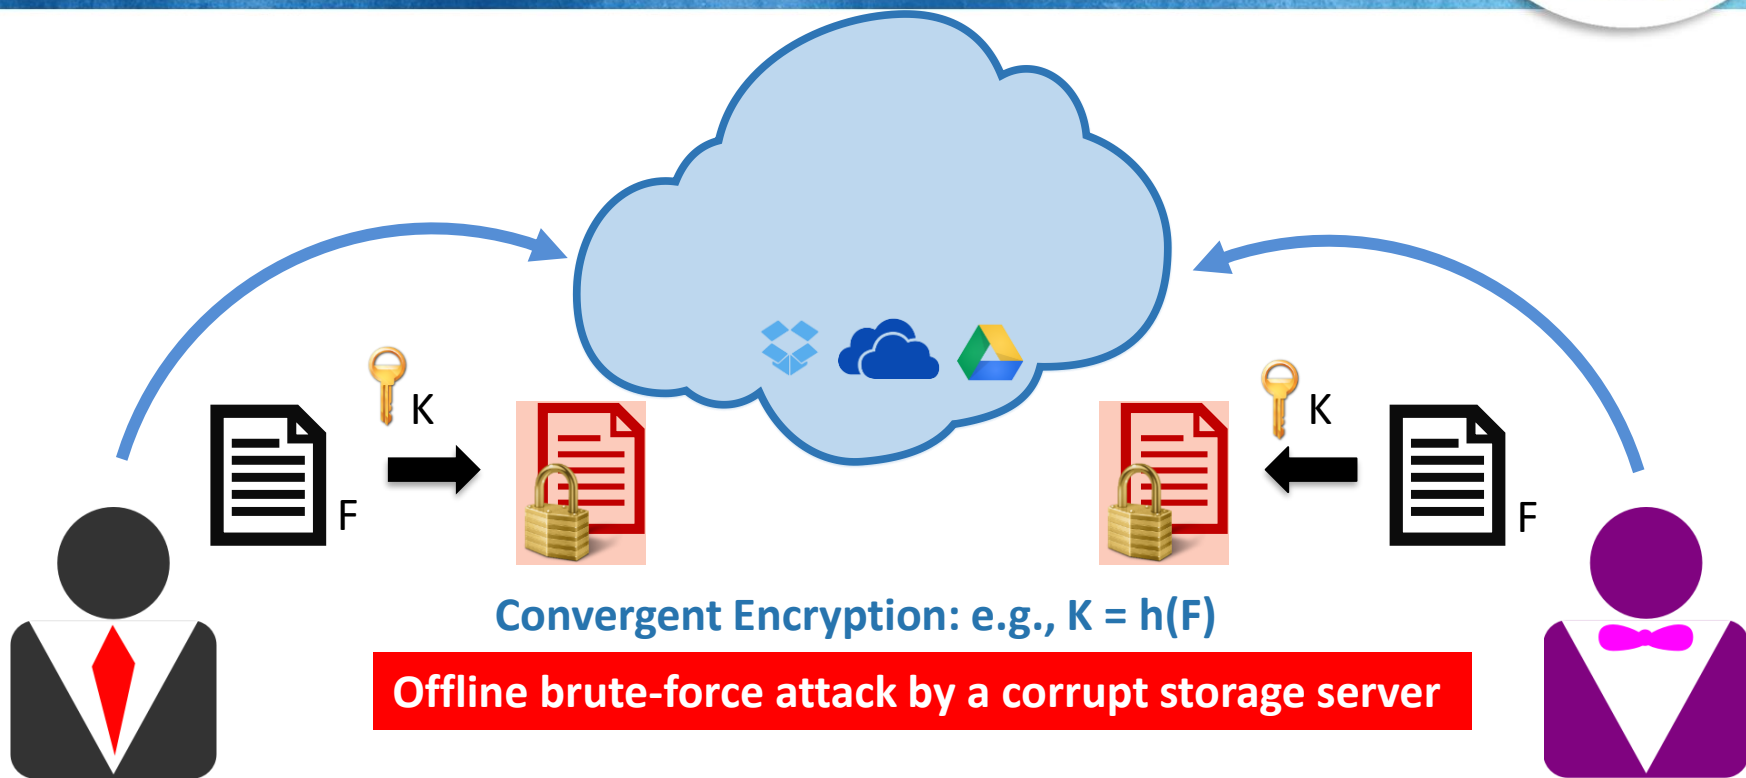 K
K
F
F
Convergent Encryption: e.g., K = h(F)
Offline brute-force attack by a corrupt storage server